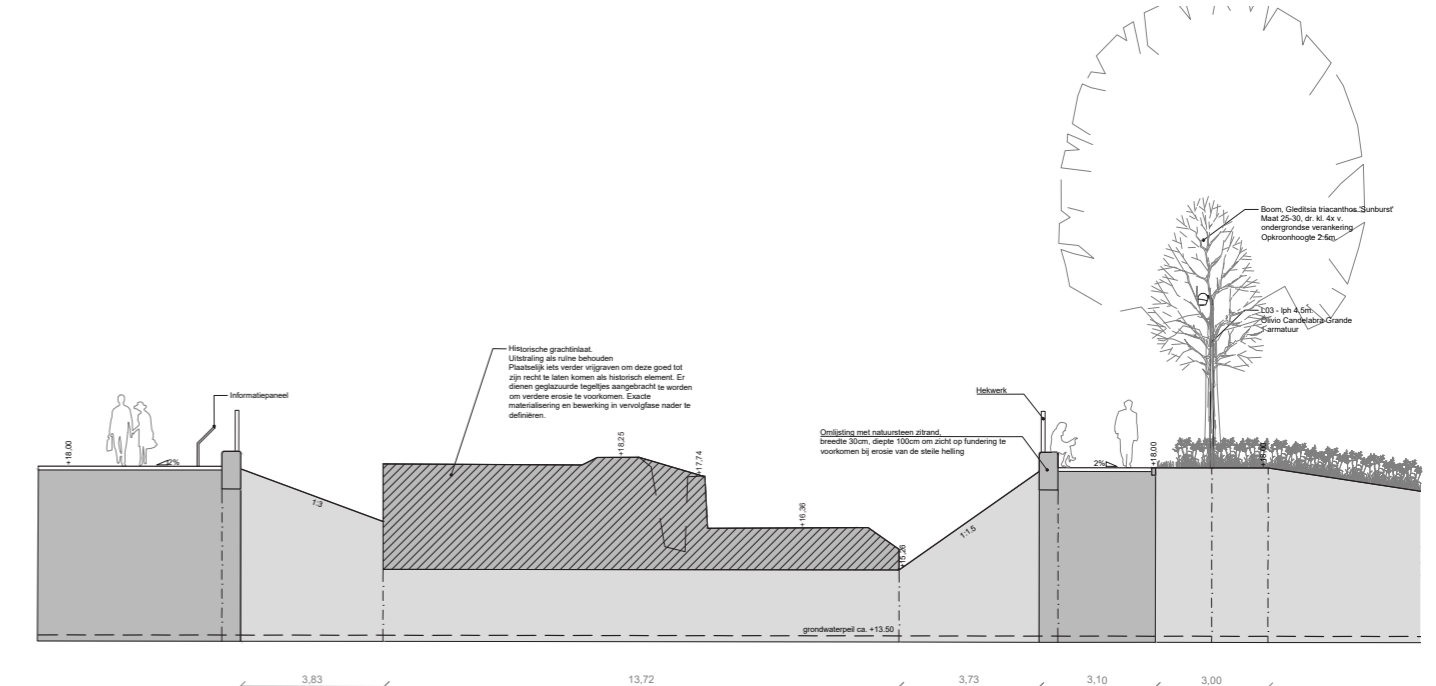 Boom, Gleditsia triacanthos 'Sunburst'
Maat 25-30, dr. kl. 4x v.
ondergrondse verankering
Opkroonhoogte 2.5m
L03 - lph 4.5m.
Olivio Candelabra Grande
armatuur
Historische grachtinlaat.
Uitstraling als ruïne behouden
Plaatselijk iets verder vrijgraven om deze goed tot
zijn recht te laten komen als historisch element. Er
dienen geglazuurde tegeltjes aangebracht te worden
om verdere erosie te voorkomen. Exacte
materialisering en bewerking in vervolgfase nader te
definiëren.
Informatiepaneel
Hekwerk
Omlijsting met natuursteen zitrand,
breedte 30cm, diepte 100cm om zicht op fundering te
voorkomen bij erosie van de steile helling
+18,00
2%
+18,25
+17,74
2%
+18,00
+18,00
1:3
+16,36
1:1.5
+15,26
grondwaterpeil ca. +13.50
3,83
13,72
3,73
3,10
3,00